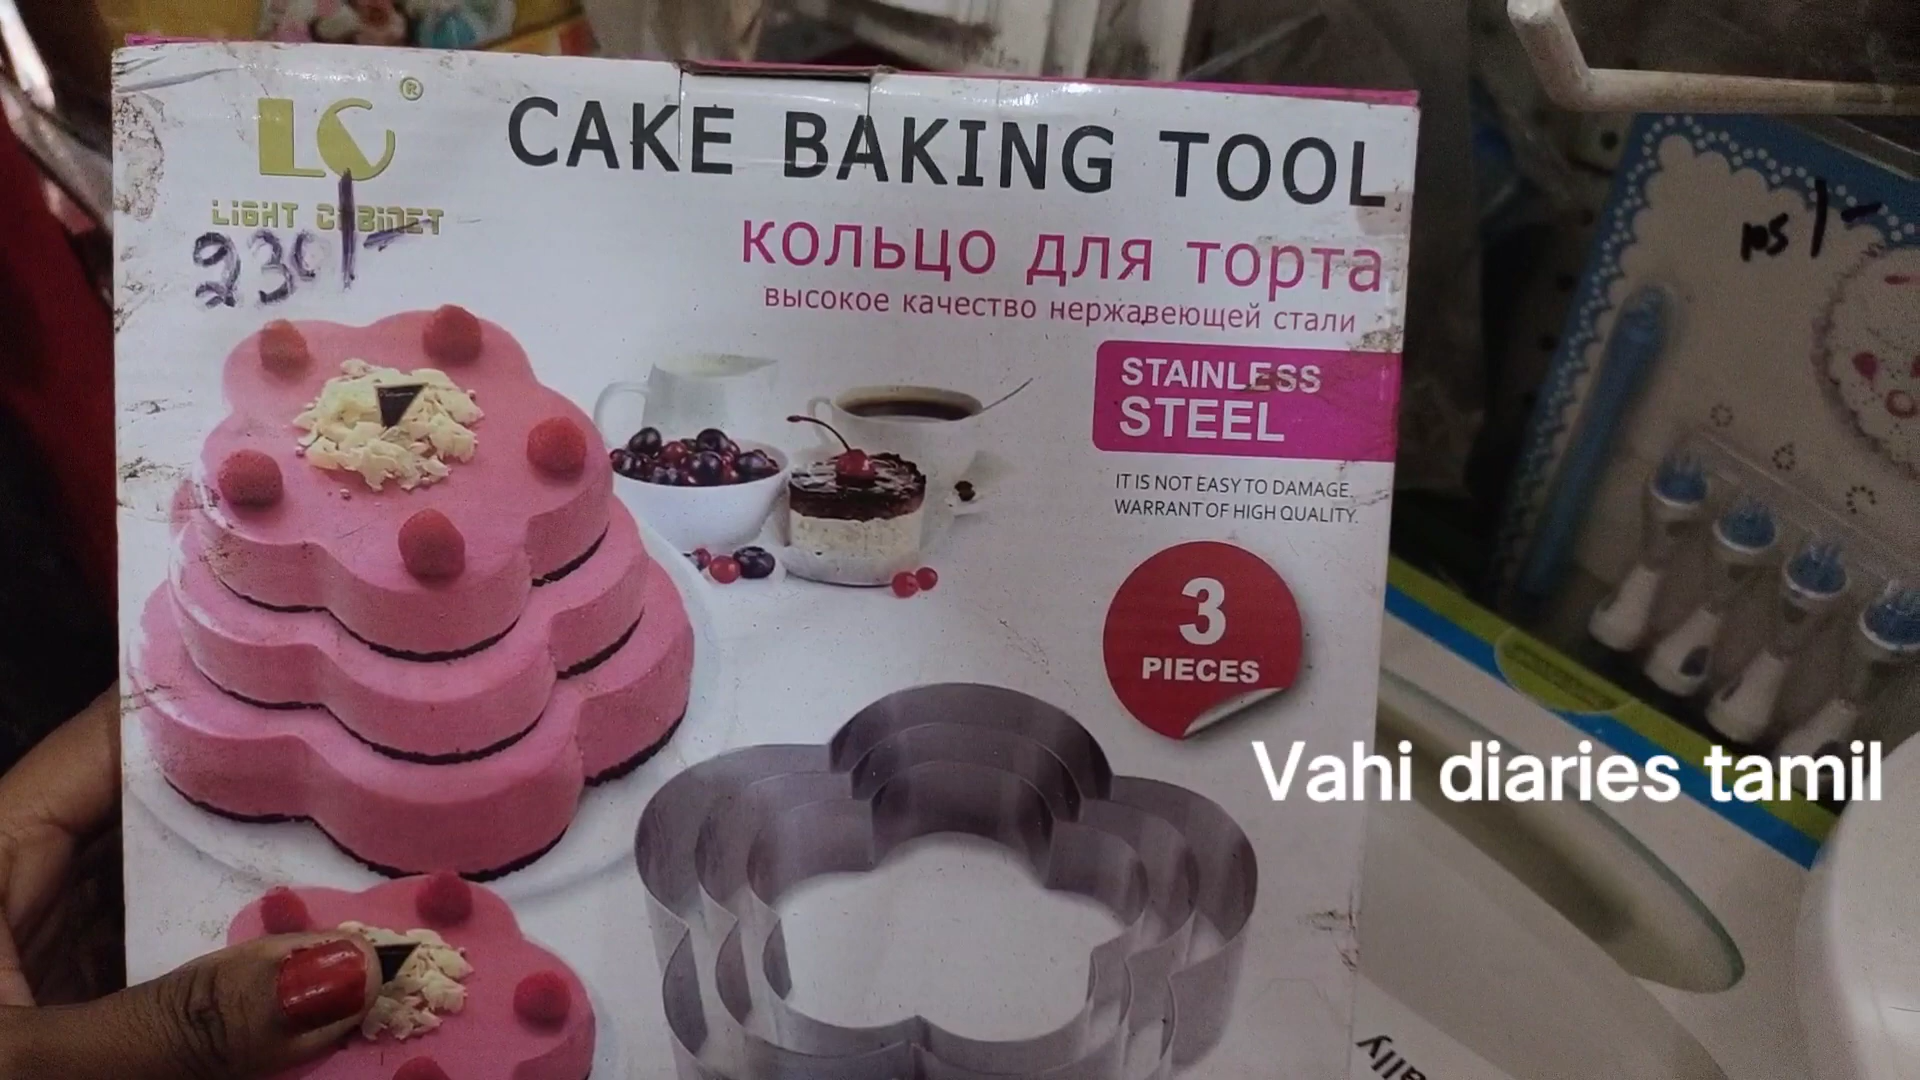 LC ®
LIGHT CABINET
230/-
CAKE BAKING TOOL
кольцо для торта
высокое качество нержавеющей стали
STAINLESS
STEEL
IT IS NOT EASY TO DAMAGE.
WARRANT OF HIGH QUALITY.
3
PIECES
Vahi diaries tamil